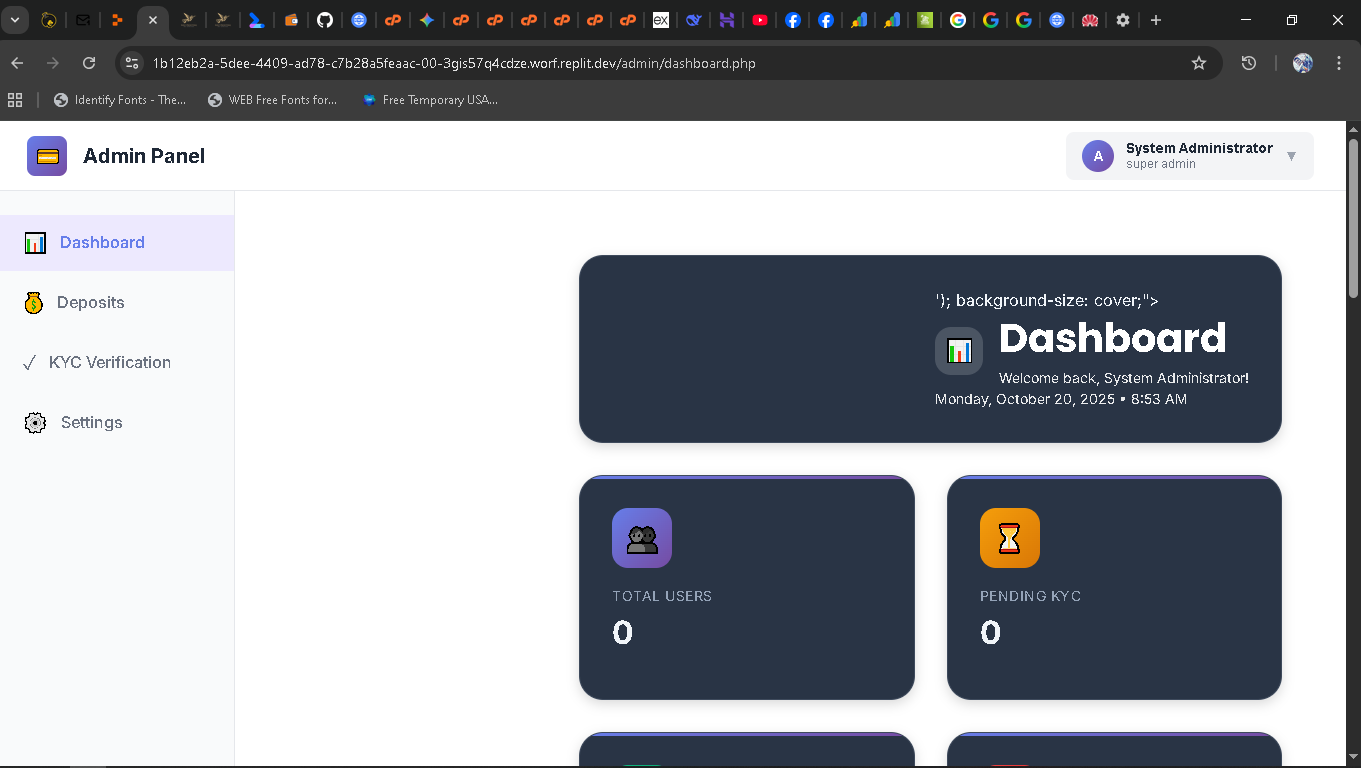 1b12eb2a-5dee-4409-ad78-c7b28a5feaac-00-3gis57q4cdze.worf.replit.dev/admin/dashboard.php
Identify Fonts - The...
WEB Free Fonts for...
Free Temporary USA...
Admin Panel
A
System Administrator
super admin
Dashboard
Deposits
KYC Verification
Settings
'); background-size: cover;">
Dashboard
Welcome back, System Administrator!
Monday, October 20, 2025 • 8:53 AM
TOTAL USERS
0
PENDING KYC
0